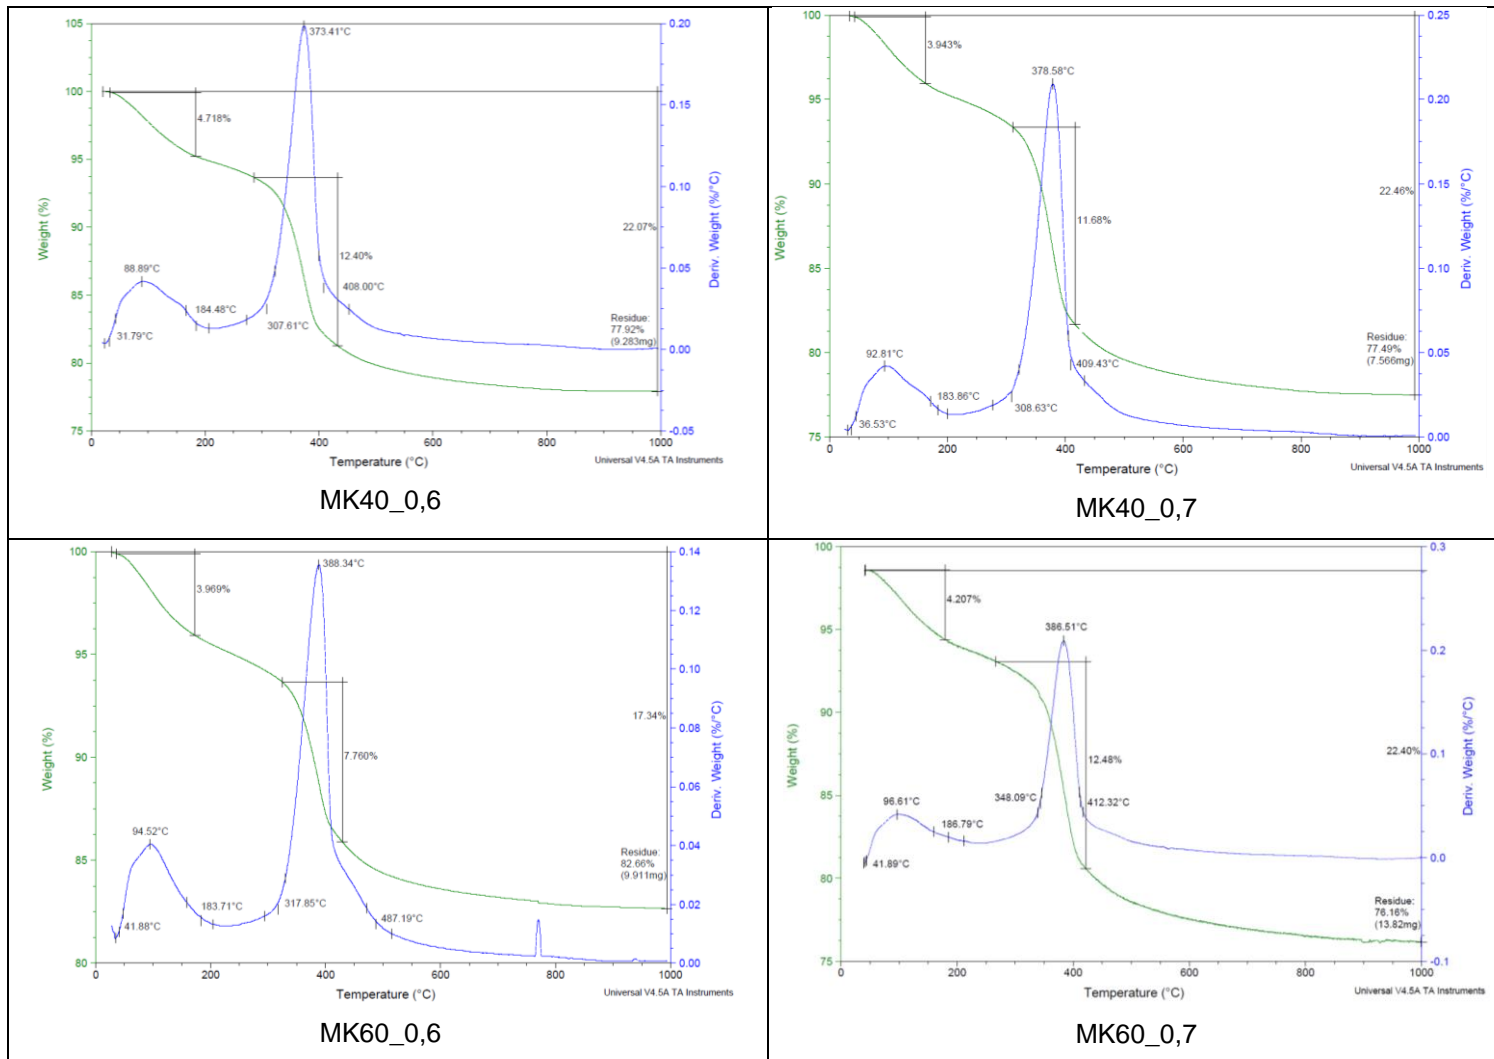 105
100
95
90
85
80
75
Weight (%)
0.20
0.15
0.10
0.05
0.00
-0.05
Deriv. Weight (%/°C)
373.41°C
4.718%
12.40%
22.07%
88.89°C
184.48°C
408.00°C
31.79°C
307.61°C
Residue:
77.92%
(9.283mg)
0 200 400 600 800 1000
Temperature (°C)
Universal V4.5A TA Instruments
MK40_0,6
100
95
90
85
80
75
Weight (%)
0.25
0.20
0.15
0.10
0.05
0.00
Deriv. Weight (%/°C)
3.943%
378.58°C
22.46%
11.68%
92.81°C
183.86°C
409.43°C
36.53°C
308.63°C
Residue:
77.49%
(7.566mg)
0 200 400 600 800 1000
Temperature (°C)
Universal V4.5A TA Instruments
MK40_0,7
100
95
90
85
80
Weight (%)
0.14
0.12
0.10
0.08
0.06
0.04
0.02
0.00
Deriv. Weight (%/°C)
388.34°C
3.969%
17.34%
7.760%
94.52°C
183.71°C
317.85°C
41.88°C
487.19°C
Residue:
82.66%
(9.911mg)
0 200 400 600 800 1000
Temperature (°C)
Universal V4.5A TA Instruments
MK60_0,6
100
95
90
85
80
75
Weight (%)
0.3
0.2
0.1
0.0
-0.1
Deriv. Weight (%/°C)
4.207%
386.51°C
12.48%
22.40%
348.09°C
412.32°C
96.61°C
186.79°C
41.89°C
Residue:
76.16%
(13.82mg)
0 200 400 600 800 1000
Temperature (°C)
Universal V4.5A TA Instruments
MK60_0,7